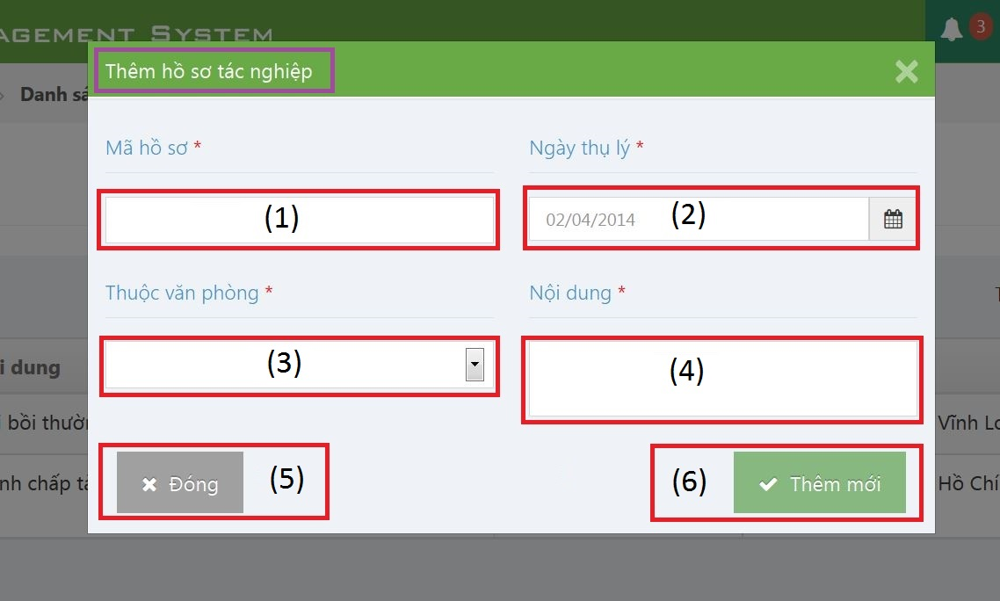 AGEMENT SYSTEM
3
Thêm hồ sơ tác nghiệp
Danh sá
Mã hồ sơ *
Ngày thụ lý *
(1)
02/04/2014
(2)
Thuộc văn phòng *
Nội dung *
(3)
(4)
i dung
i bồi thườn
Vĩnh Lo
(5)
(6)
Đóng
Thêm mới
nh chấp tà
Hồ Chí